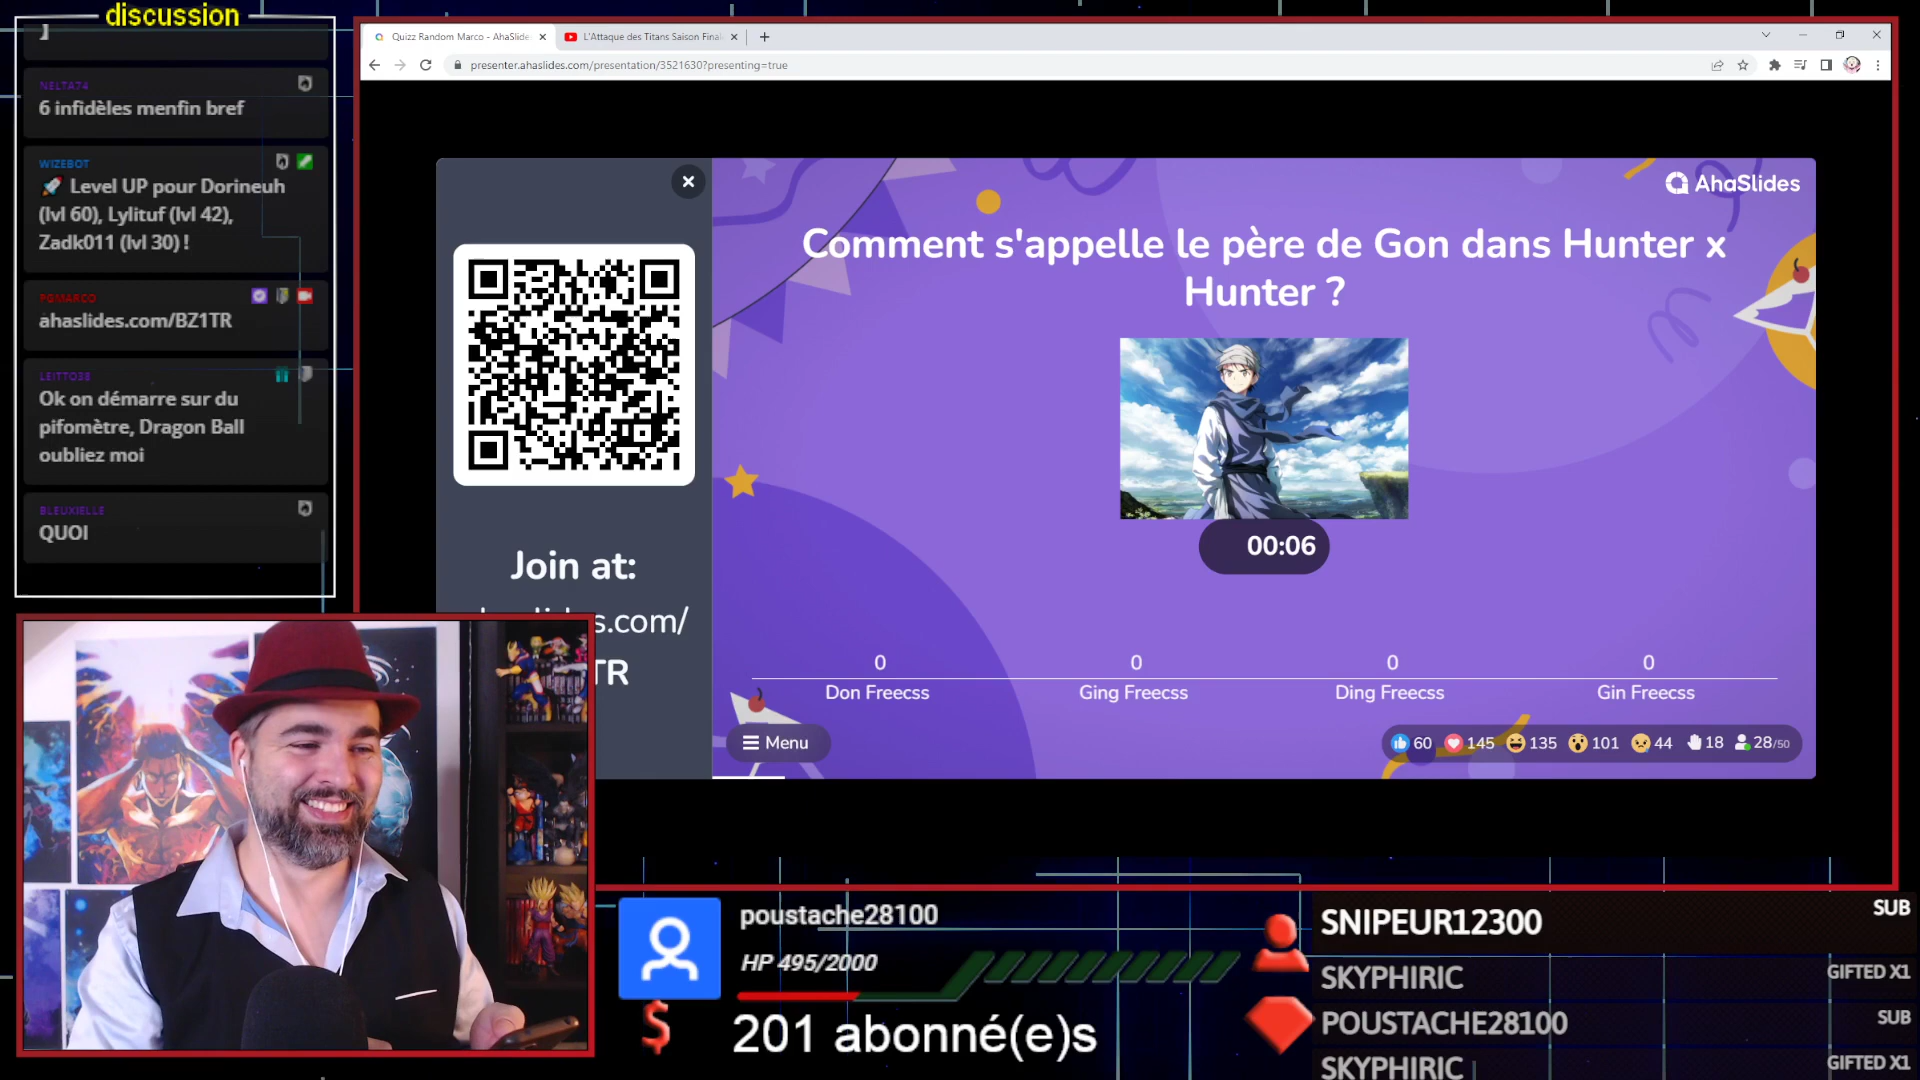 discussion
]
NELTA74
6 infidèles menfin bref
WIZEBOT
🚀 Level UP pour Dorineuh
(lvl 60), Lylituf (lvl 42),
Zadk011 (lvl 30) !
PGMARCO
ahaslides.com/BZ1TR
LEITTO38
Ok on démarre sur du
pifomètre, Dragon Ball
oubliez moi
BLEUXIELLE
QUOI
Quizz Random Marco - AhaSlide
L'Attaque des Titans Saison Final
presenter.ahaslides.com/presentation/3521630?presenting=true
AhaSlides
Comment s'appelle le père de Gon dans Hunter x
Hunter ?
00:06
Join at:
s.com/
TR
0 0 0 0
Don Freecss Ging Freecss Ding Freecss Gin Freecss
Menu
60 145 135 101 44 18 28/50
poustache28100
HP 495/2000
201 abonné(e)s
SNIPEUR12300 SUB
SKYPHIRIC GIFTED X1
POUSTACHE28100 SUB
SKYPHIRIC GIFTED X1